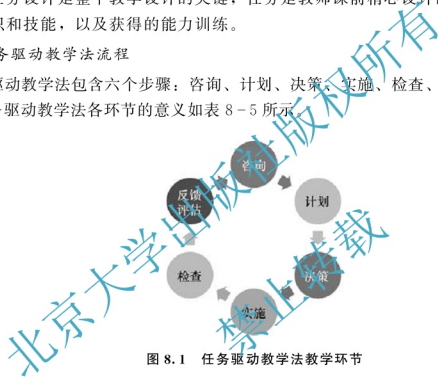 任务设计是整个教学设计的关键，任务是教师课前精心设计的
识和技能，以及获得的能力训练。
务驱动教学法流程
驱动教学法包含六个步骤：咨询、计划、决策、实施、检查、
务驱动教学法各环节的意义如表 8-5 所示。
咨询
反馈
评估
计划
检查
决策
实施
图 8.1 任务驱动教学法教学环节
北京大学出版社版权所有
禁止转载